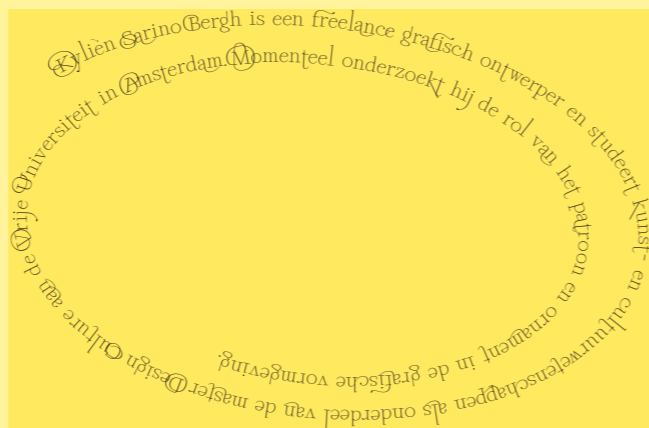 Kyliën Sarino Bergh is een freelance grafisch ontwerper en studeert kunst- en cultuurwetenschappen als onderdeel van de master Design Culture aan de Vrije Universiteit in Amsterdam. Momenteel onderzoekt hij de rol van het patroon en ornament in de grafische vormgeving.